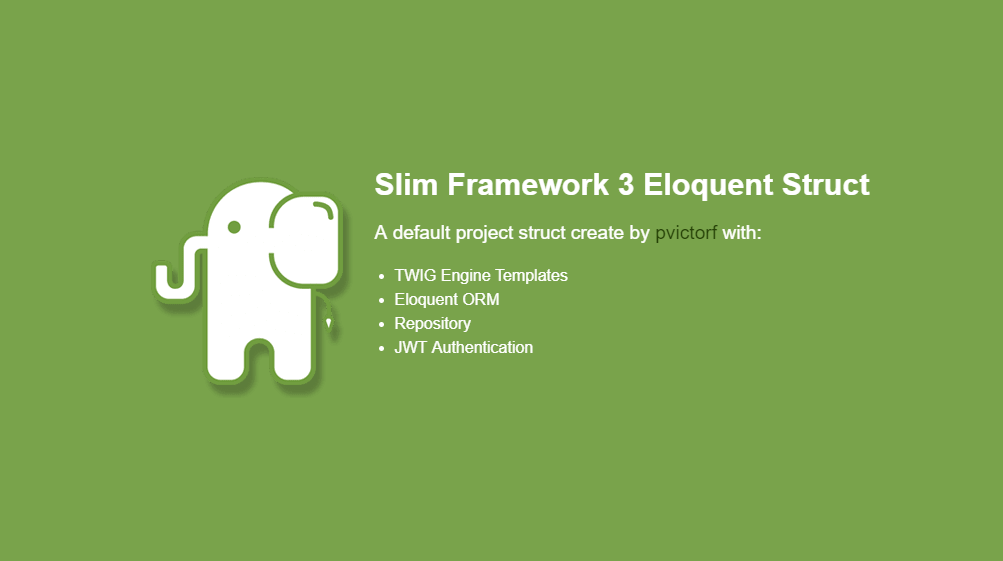 Slim Framework 3 Eloquent Struct
A default project struct create by pvictorf with:
TWIG Engine Templates
Eloquent ORM
Repository
JWT Authentication